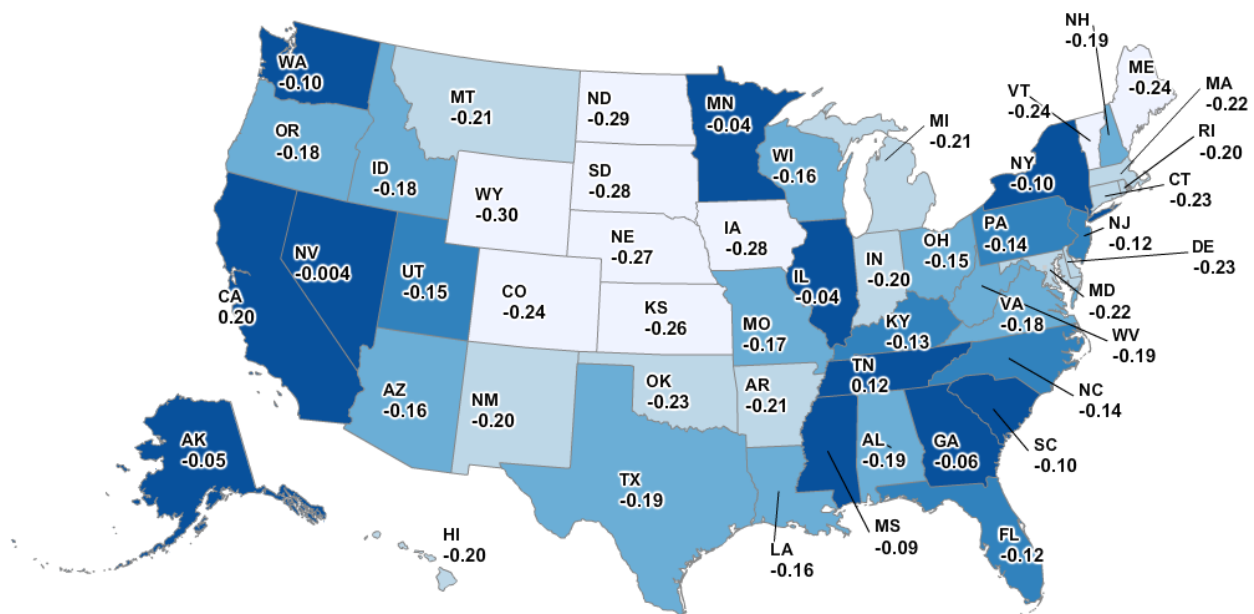 WA
-0.10
OR
-0.18
ID
-0.18
MT
-0.21
ND
-0.29
MN
-0.04
WI
-0.16
MI
-0.21
NH
-0.19
ME
-0.24
VT
-0.24
MA
-0.22
RI
-0.20
NY
-0.10
CT
-0.23
SD
-0.28
WY
-0.30
NE
-0.27
IA
-0.28
PA
-0.14
NJ
-0.12
DE
-0.23
OH
-0.15
IN
-0.20
IL
-0.04
MD
-0.22
VA
-0.18
WV
-0.19
NV
-0.004
UT
-0.15
CO
-0.24
KS
-0.26
MO
-0.17
KY
-0.13
CA
0.20
AZ
-0.16
NM
-0.20
OK
-0.23
AR
-0.21
TN
0.12
NC
-0.14
SC
-0.10
AK
-0.05
TX
-0.19
AL
-0.19
GA
-0.06
MS
-0.09
LA
-0.16
FL
-0.12
HI
-0.20